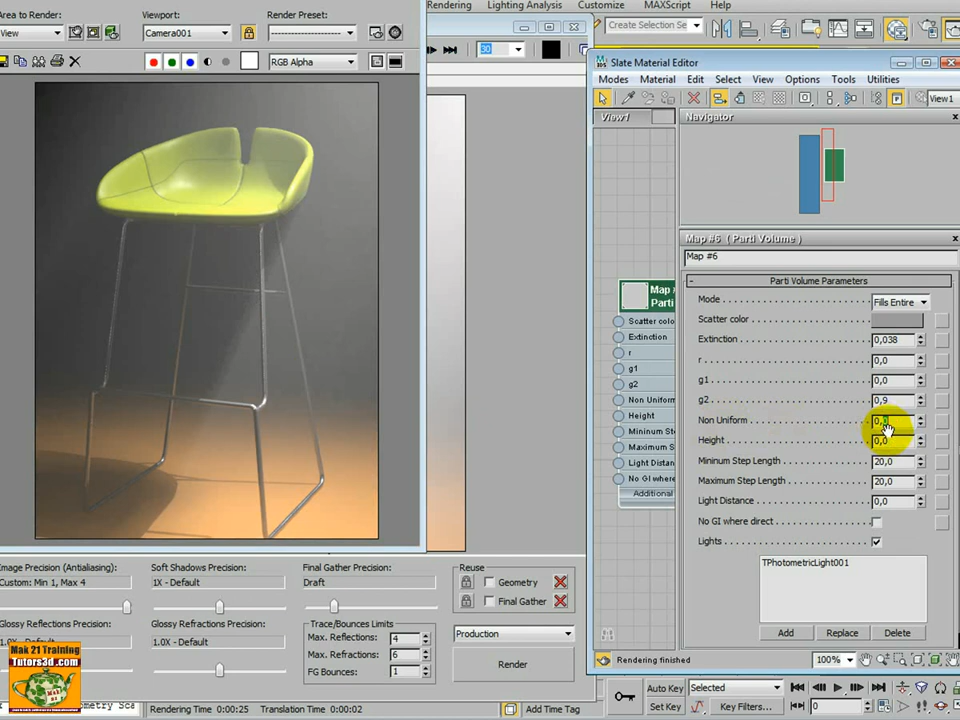 Area to Render:
View
Viewport:
Camera001
Render Preset:
RGB Alpha
Rendering
Lighting Analysis
Customize
MAXScript
Help
30
Create Selection Se
Slate Material Editor
Modes
Material
Edit
Select
View
Options
Tools
Utilities
View1
View1
Navigator
Map #6 ( Parti Volume )
Map #6
Map #
Parti
Scatter color
Extinction
r
g1
g2
Non Uniform
Height
Mininum Ste
Maximum S
Light Distan
No GI where
Additional
- Parti Volume Parameters
Mode
Fills Entire
Scatter color
Extinction
0,038
r
0,0
g1
0,0
g2
0,9
Non Uniform
0,0
Height
0,0
Minimum Step Length
20,0
Maximum Step Length
20,0
Light Distance
0,0
No GI where direct
Lights
TPhotometricLight001
Add
Replace
Delete
Rendering finished
100%
Image Precision (Antialiasing):
Custom: Min 1, Max 4
Soft Shadows Precision:
1X - Default
Final Gather Precision:
Draft
Glossy Reflections Precision:
Glossy Refractions Precision:
1.0X - Default
Trace/Bounces Limits
Max. Reflections:
4
Max. Refractions:
6
FG Bounces:
1
Reuse
Geometry
Final Gather
Production
Render
Mak 21 Training
Tutors3d.com
Rendering Time 0:00:25
Translation Time 0:00:02
Add Time Tag
Auto Key
Selected
Set Key
Key Filters...
0